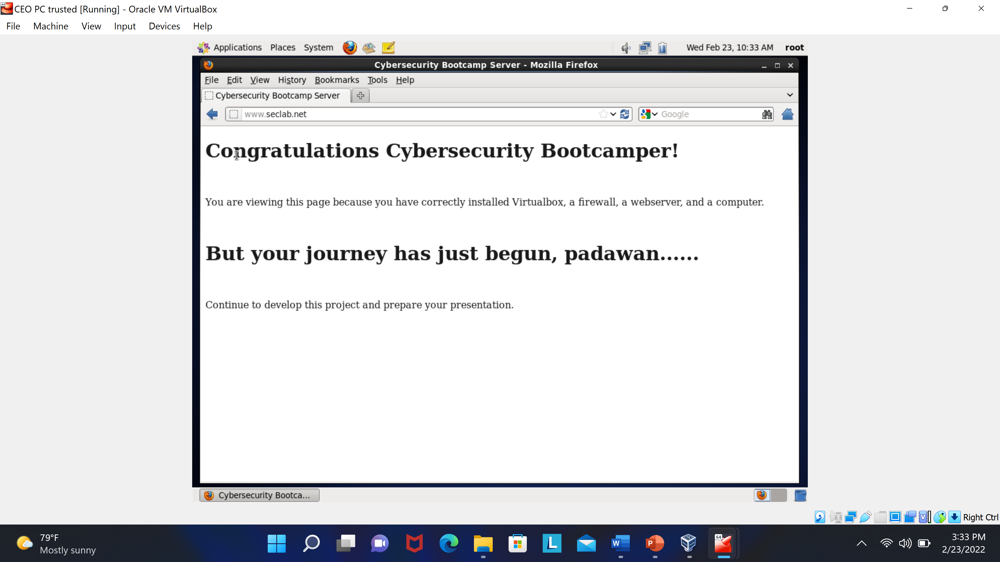 CEO PC trusted [Running] - Oracle VM VirtualBox
File Machine View Input Devices Help
Applications Places System Wed Feb 23, 10:33 AM root
Cybersecurity Bootcamp Server - Mozilla Firefox
File Edit View History Bookmarks Tools Help
Cybersecurity Bootcamp Server
www.seclab.net Google
Congratulations Cybersecurity Bootcamper!
You are viewing this page because you have correctly installed Virtualbox, a firewall, a webserver, and a computer.
But your journey has just begun, padawan......
Continue to develop this project and prepare your presentation.
Cybersecurity Bootca...
Right Ctrl
79°F
Mostly sunny
3:33 PM
2/23/2022